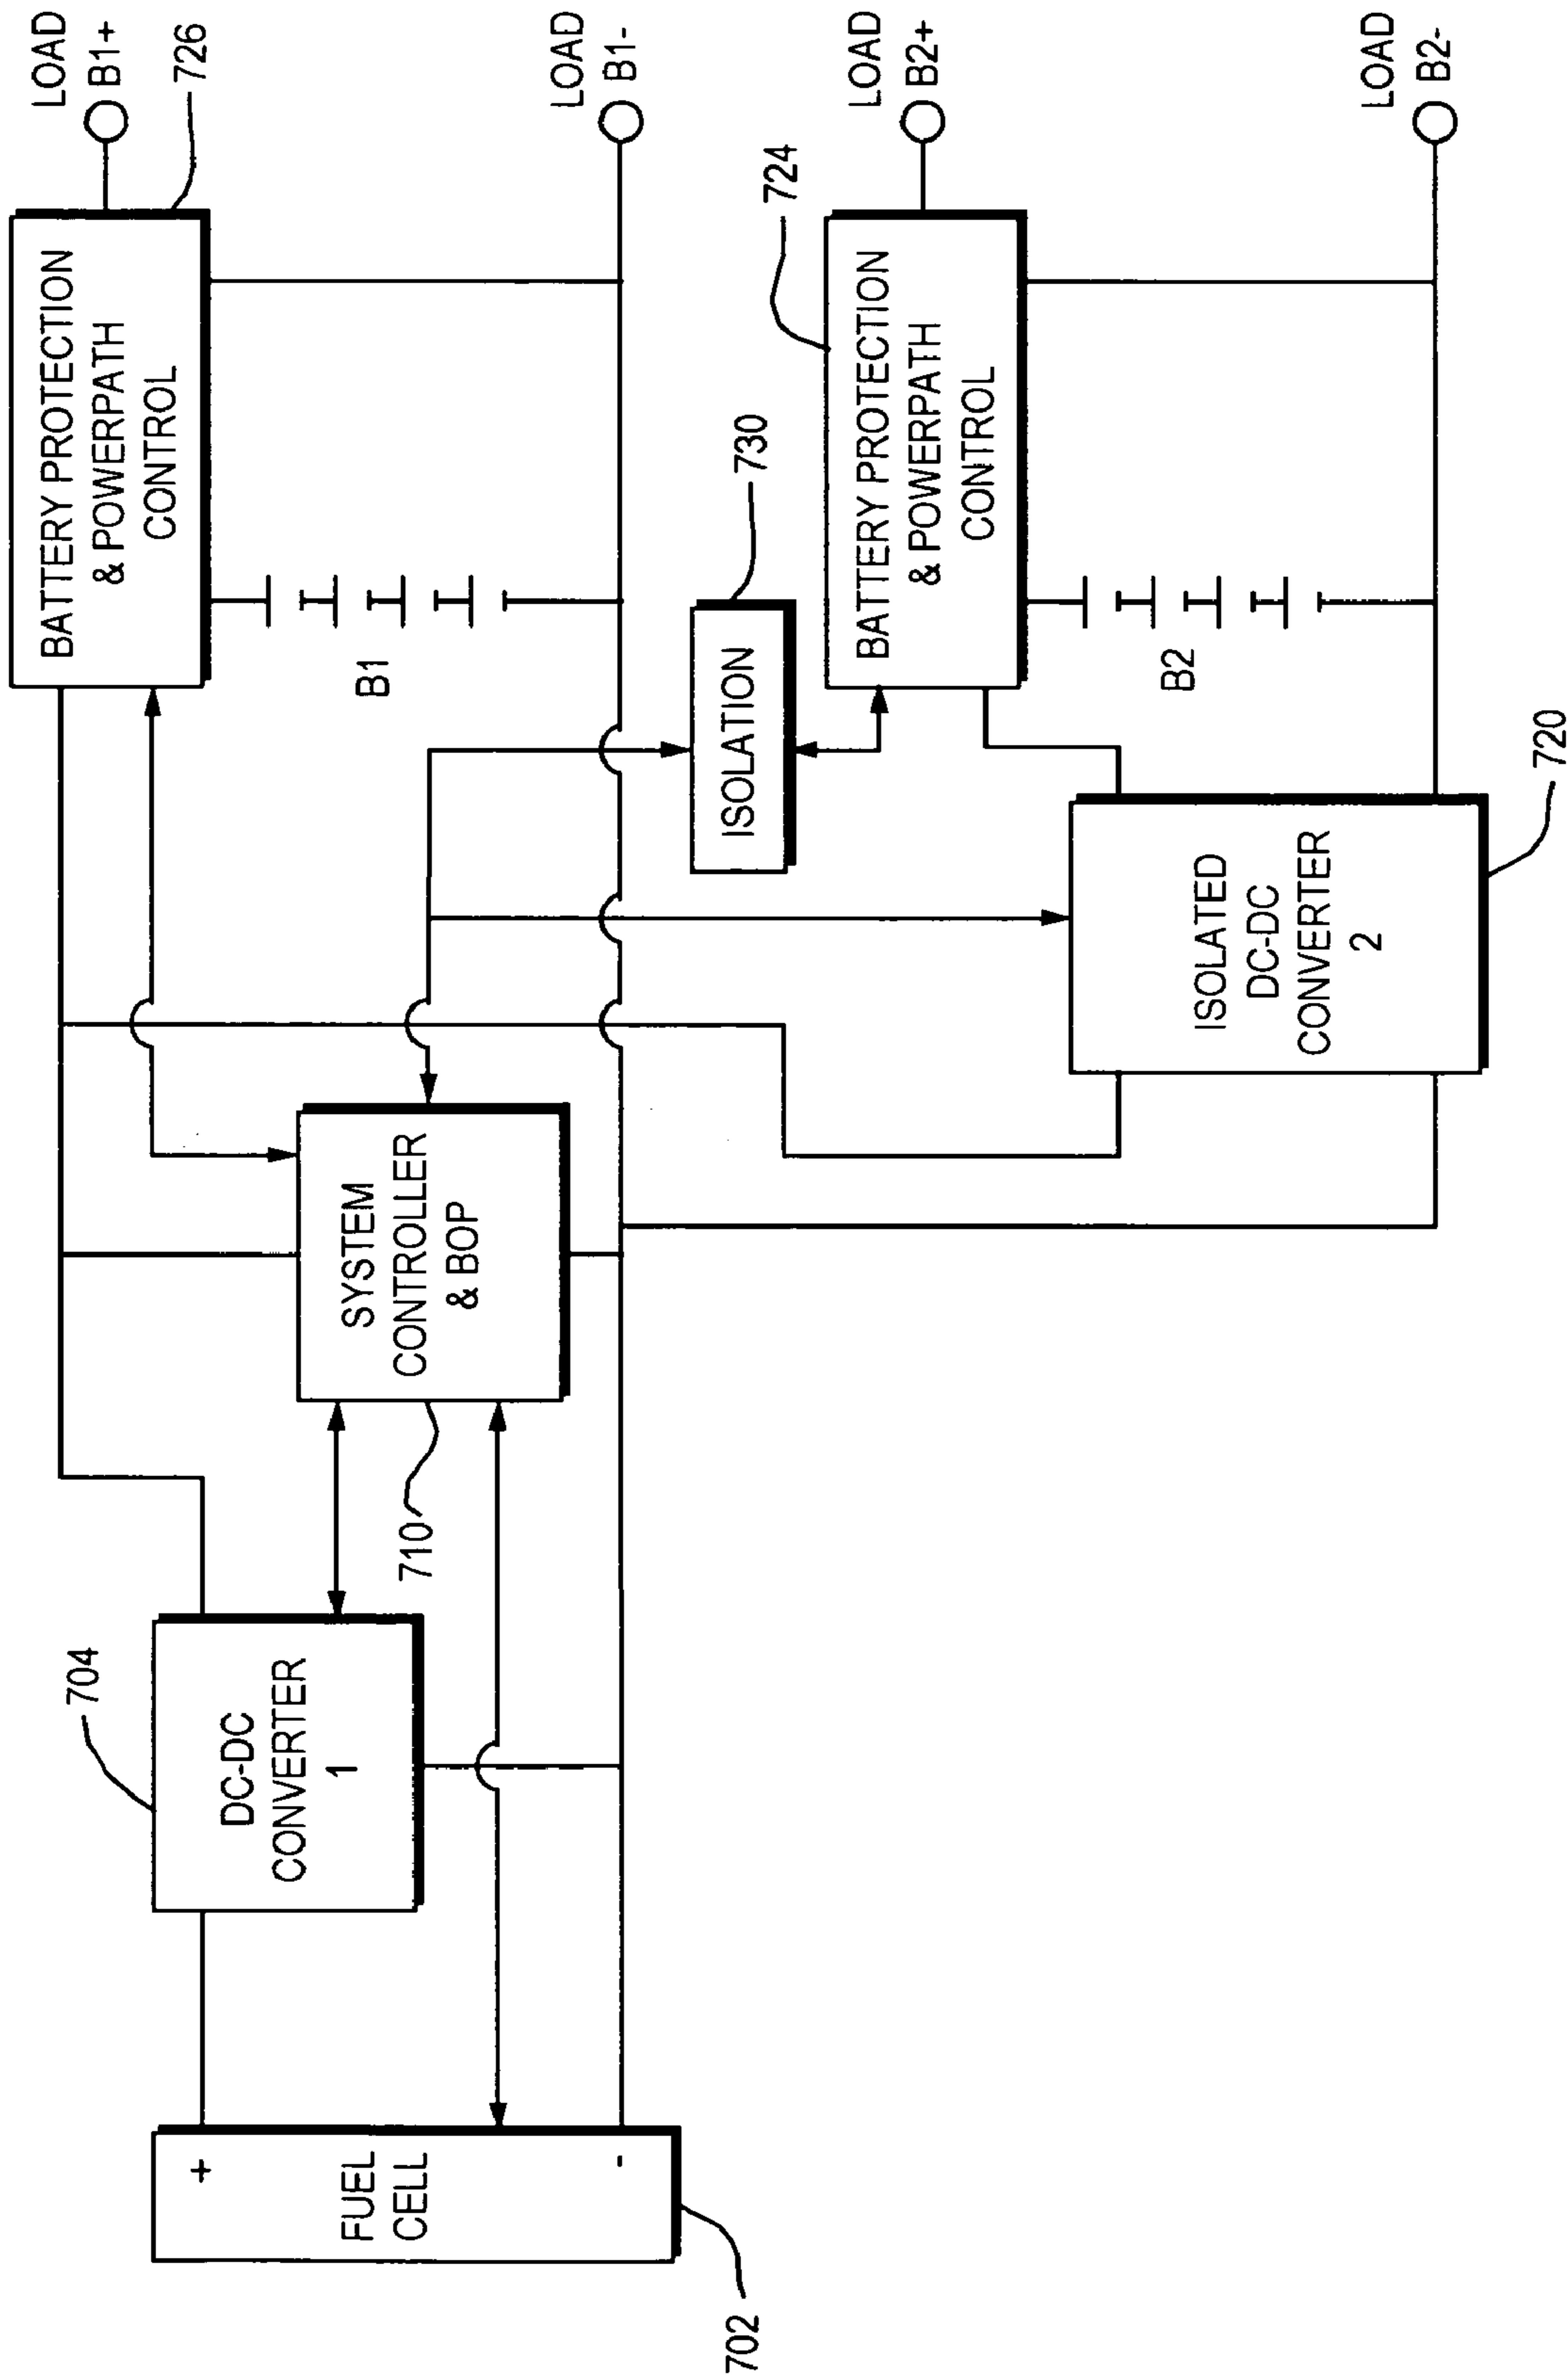 704
DC-DC
CONVERTER
1
+
FUEL
CELL
-
702
SYSTEM
CONTROLLER
& BOP
710
BATTERY PROTECTION
& POWERPATH
CONTROL
726
LOAD
B1+
B1
LOAD
B1-
ISOLATION
730
724
BATTERY PROTECTION
& POWERPATH
CONTROL
LOAD
B2+
B2
ISOLATED
DC-DC
CONVERTER
2
720
LOAD
B2-